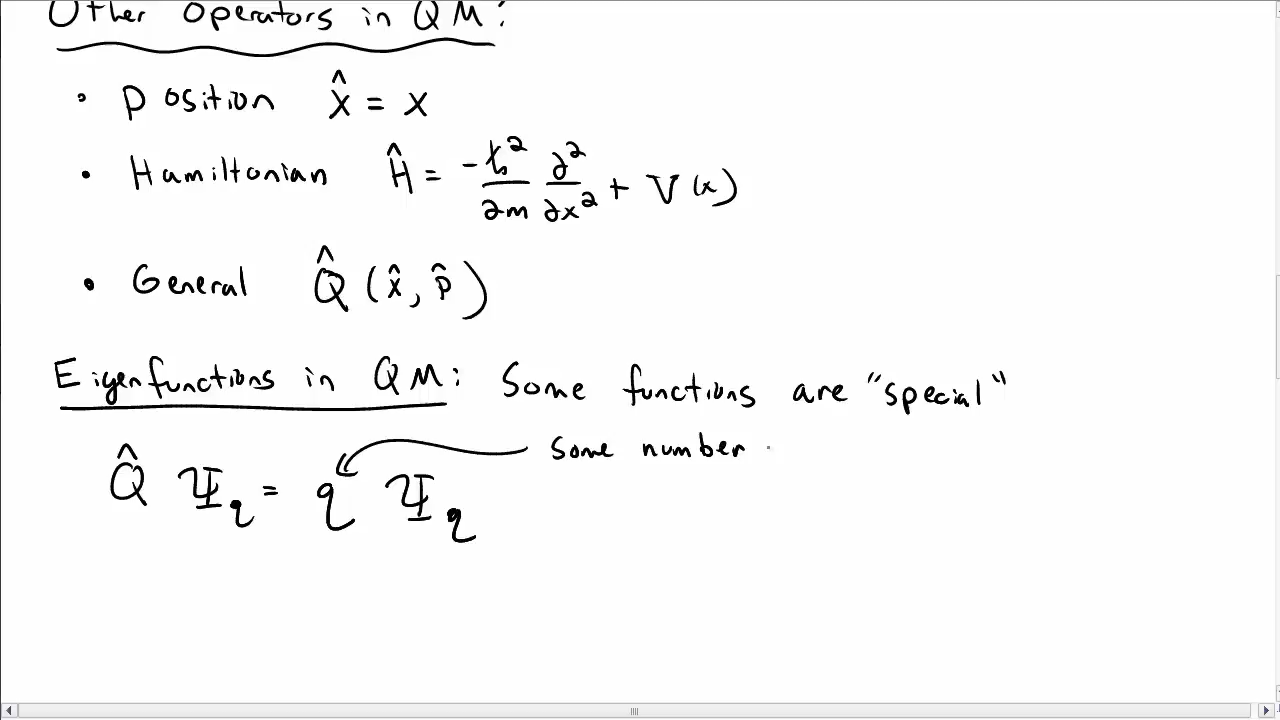 Other Operators in QM:
• Position x̂ = x
• Hamiltonian Ĥ = -ħ²/2m ∂²/∂x² + V(x)
• General Q̂ (x̂, p̂)
Eigenfunctions in QM: Some functions are "special"
some number
Q̂ Ψ_q = q Ψ_q